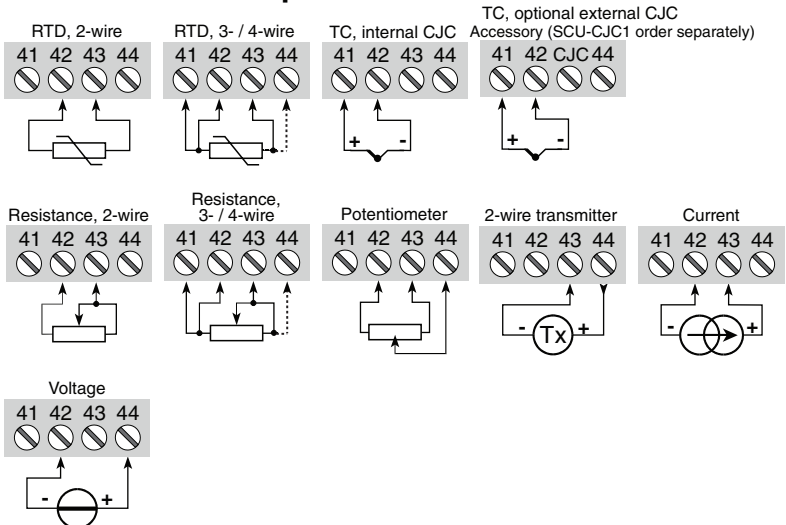 RTD, 2-wire
41 42 43 44
RTD, 3- / 4-wire
41 42 43 44
TC, internal CJC
41 42 43 44
+ -
TC, optional external CJC
Accessory (SCU-CJC1 order separately)
41 42 CJC 44
+ -
Resistance, 2-wire
41 42 43 44
Resistance,
3- / 4-wire
41 42 43 44
Potentiometer
41 42 43 44
2-wire transmitter
41 42 43 44
- Tx +
Current
41 42 43 44
- +
Voltage
41 42 43 44
- +